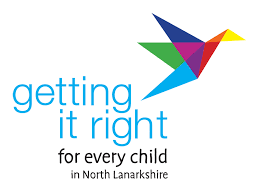 getting
it right
for every child
in North Lanarkshire